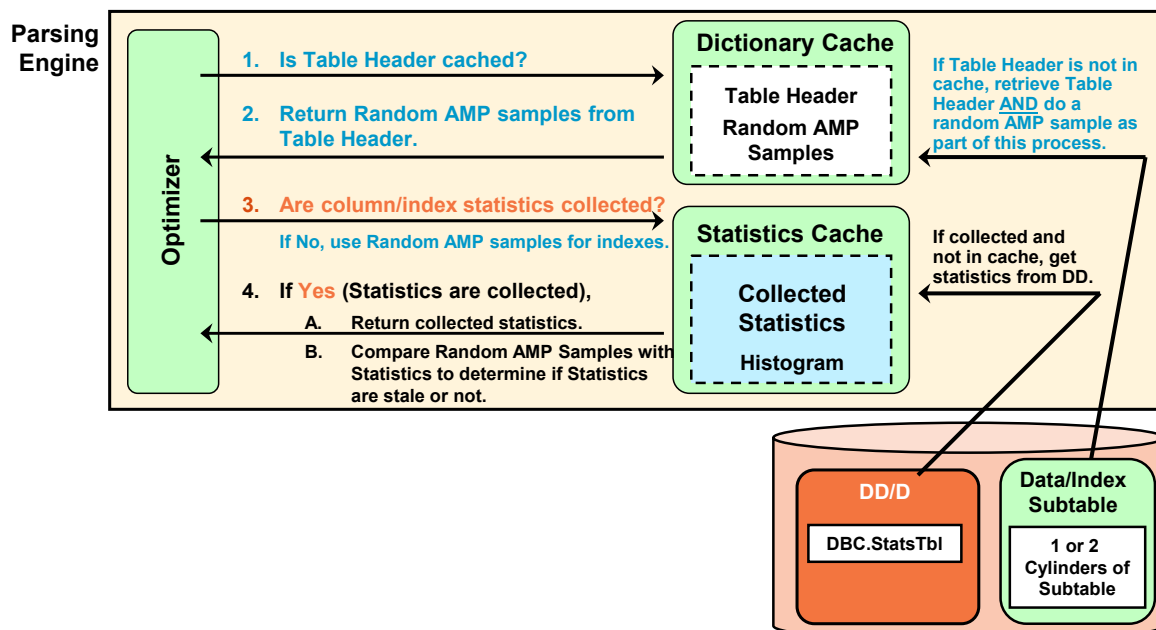 Parsing
Engine
Optimizer
1. Is Table Header cached?
2. Return Random AMP samples from
Table Header.
3. Are column/index statistics collected?
If No, use Random AMP samples for indexes.
4. If Yes (Statistics are collected),
A. Return collected statistics.
B. Compare Random AMP Samples with
Statistics to determine if Statistics
are stale or not.
Dictionary Cache
Table Header
Random AMP
Samples
If Table Header is not in
cache, retrieve Table
Header AND do a
random AMP sample as
part of this process.
Statistics Cache
Collected
Statistics
Histogram
If collected and
not in cache, get
statistics from DD.
DD/D
DBC.StatsTbl
Data/Index
Subtable
1 or 2
Cylinders of
Subtable